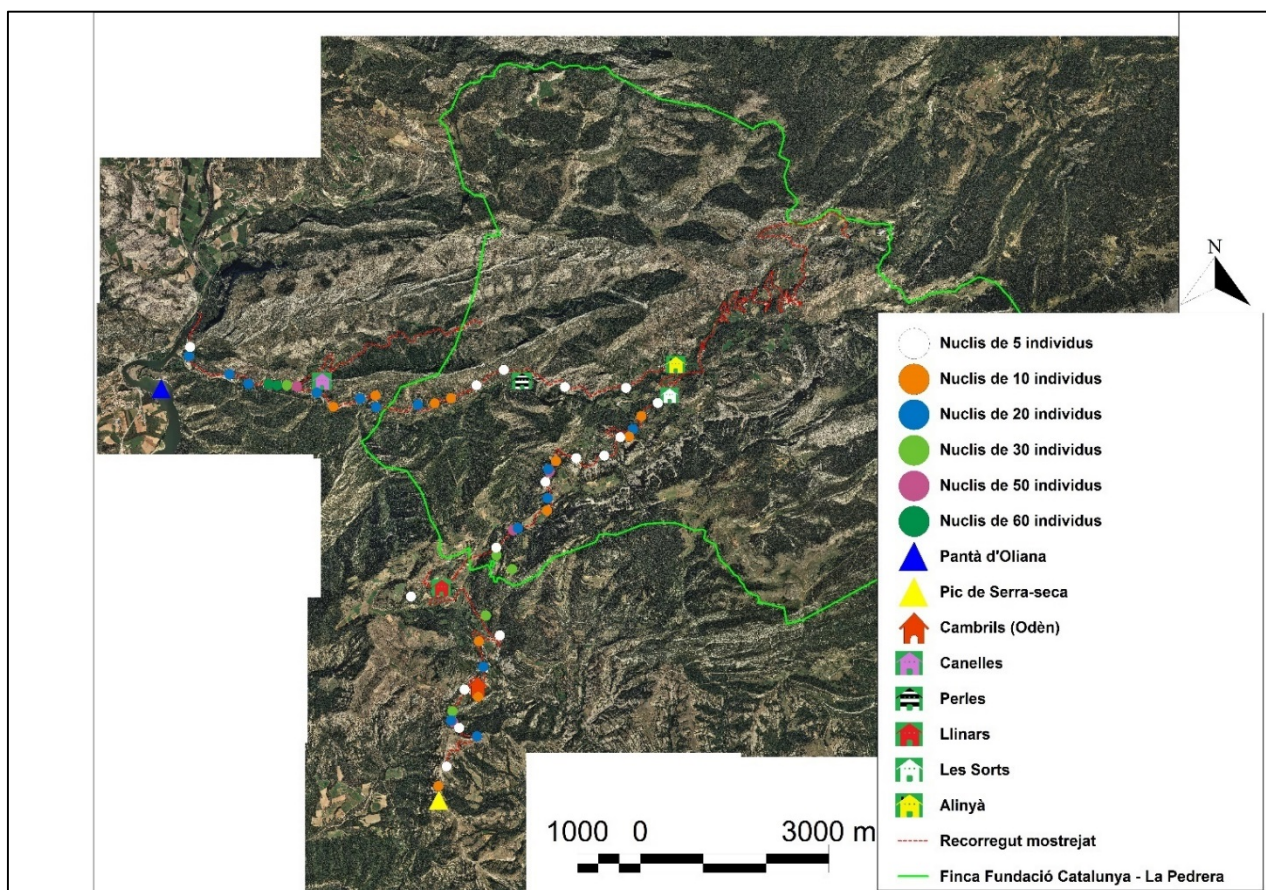 N
Nuclis de 5 individus
Nuclis de 10 individus
Nuclis de 20 individus
Nuclis de 30 individus
Nuclis de 50 individus
Nuclis de 60 individus
Pantà d'Oliana
Pic de Serra-seca
Cambrils (Odèn)
Canelles
Perles
Llinars
Les Sorts
Alinyà
Recorregut mostrejat
Finca Fundació Catalunya - La Pedrera
1000 0 3000 m